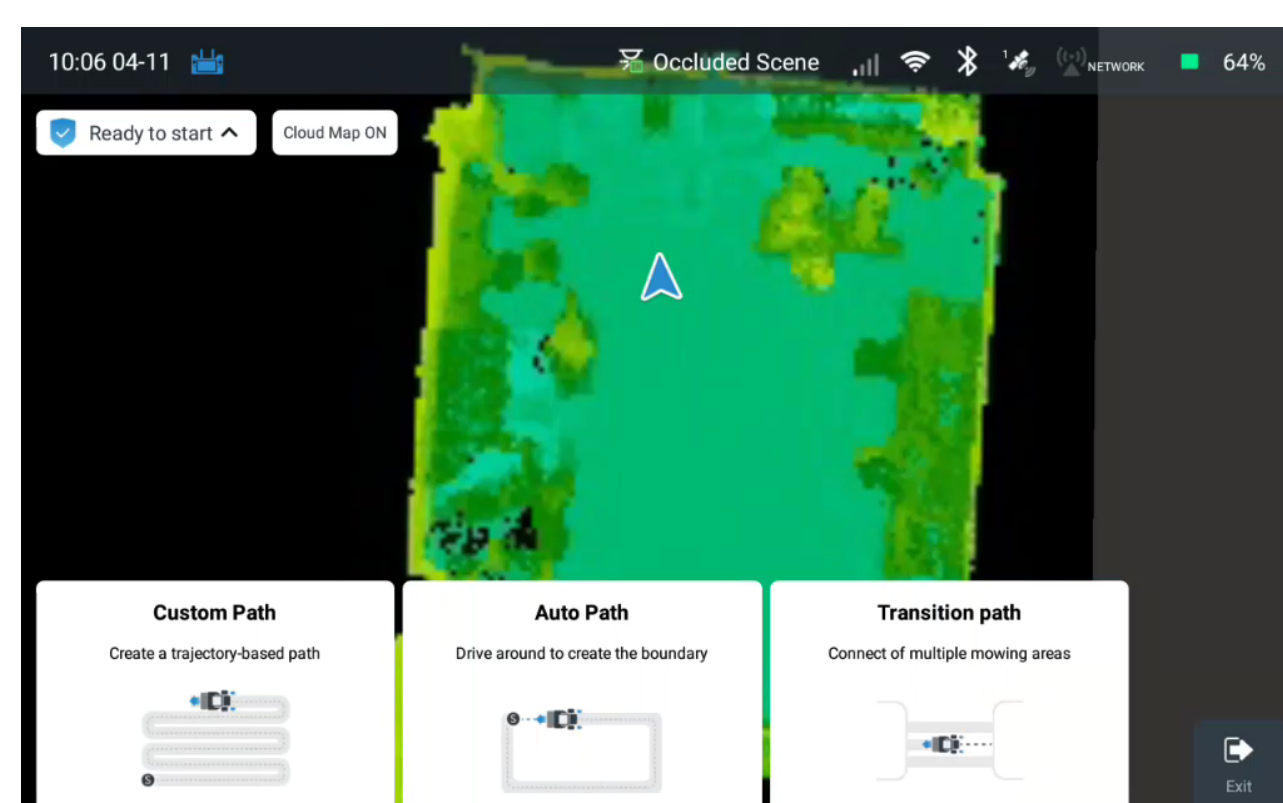 10:06 04-11 Occluded Scene 1 NETWORK 64%
Ready to start Cloud Map ON
Custom Path
Create a trajectory-based path
S
Auto Path
Drive around to create the boundary
S
Transition path
Connect of multiple mowing areas
Exit